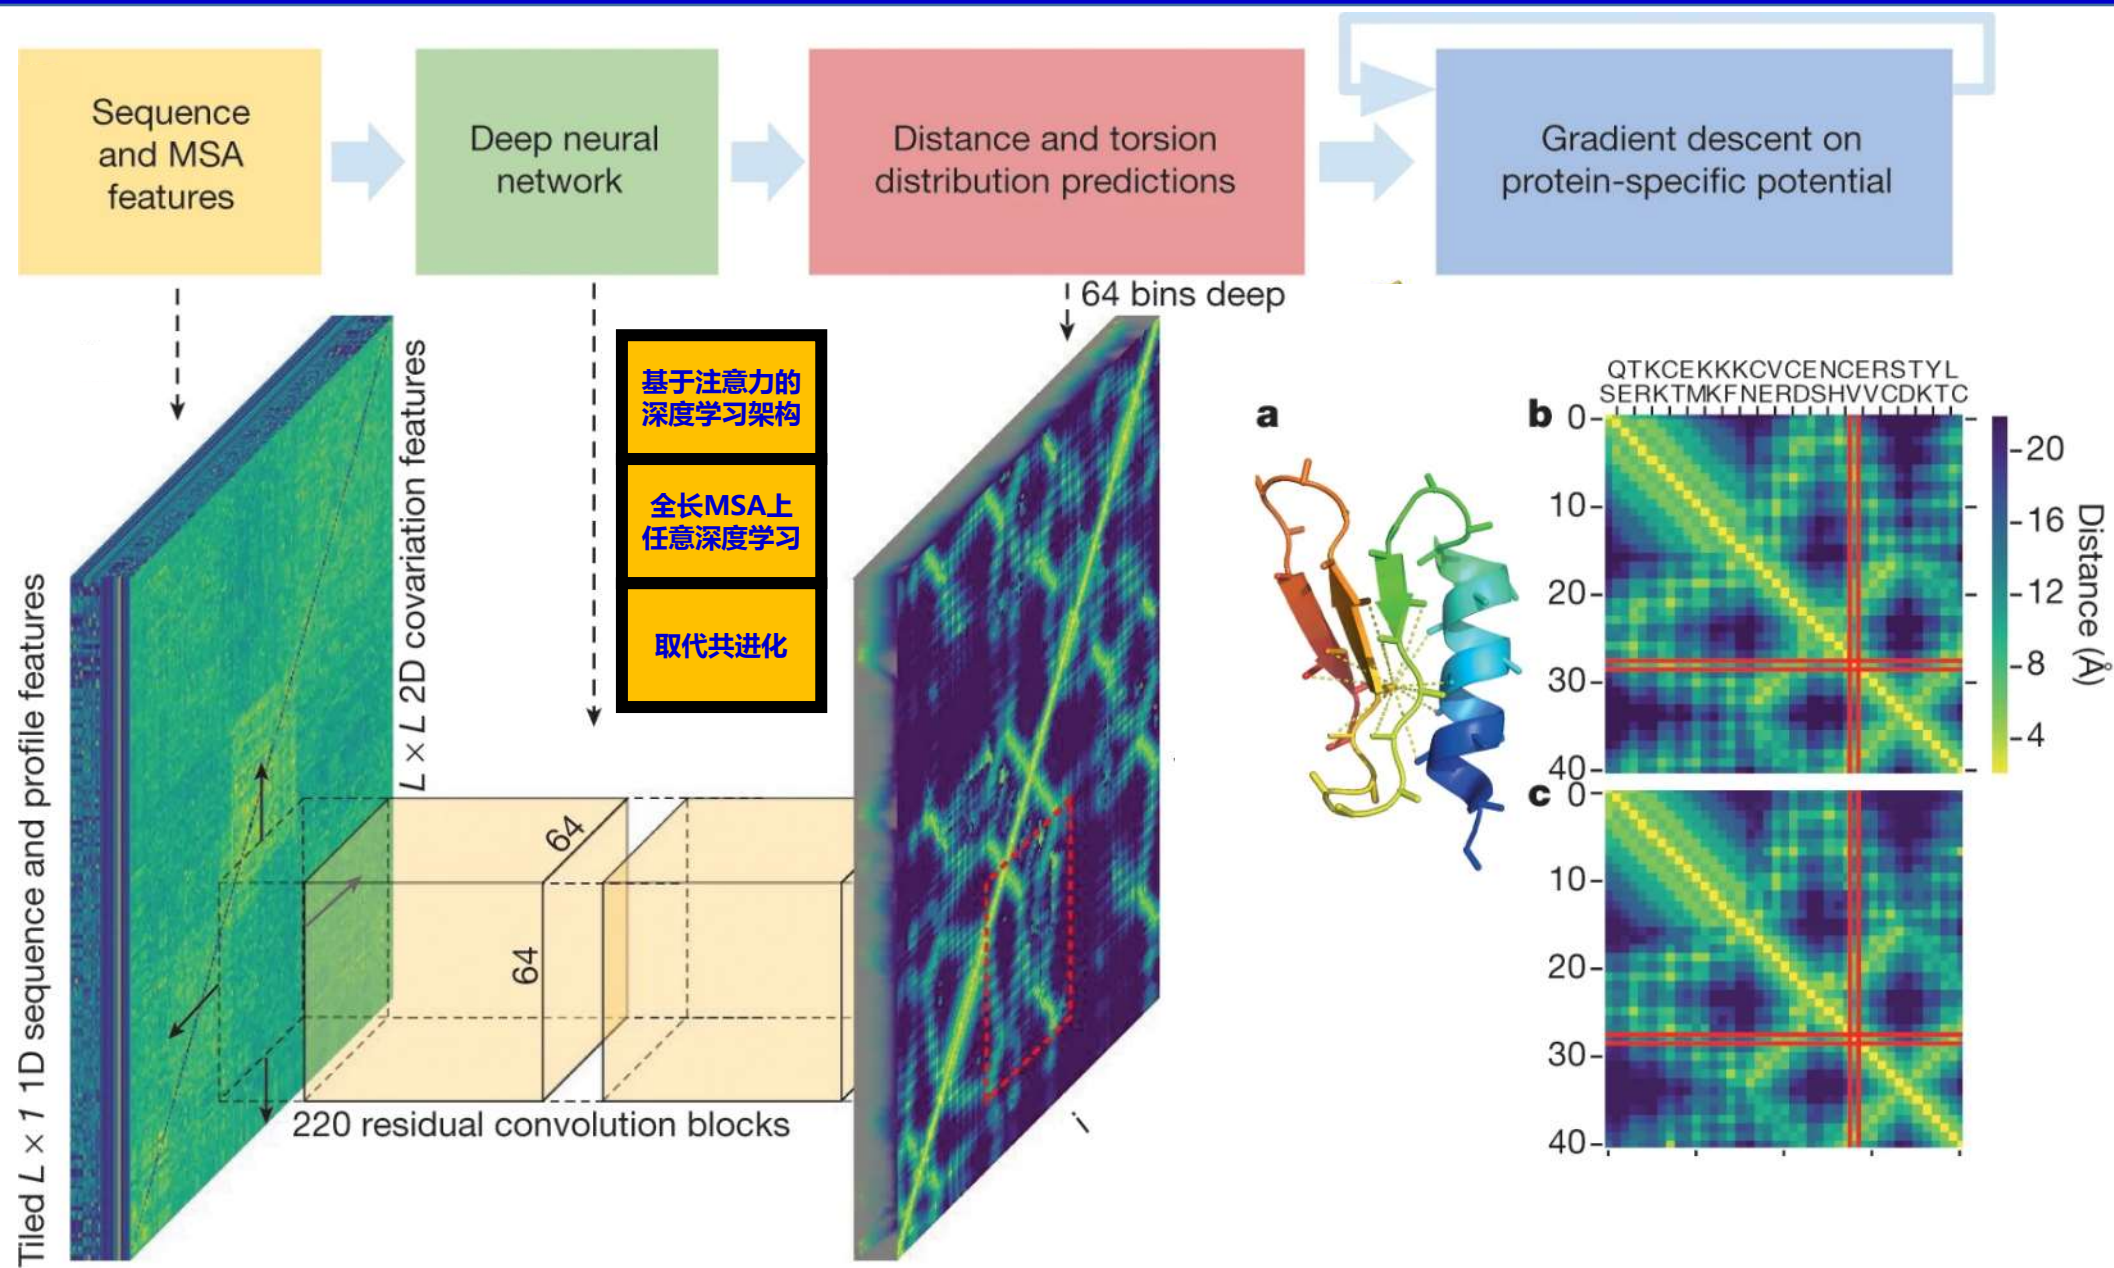 Sequence
and MSA
features
Deep neural
network
Distance and torsion
distribution predictions
Gradient descent on
protein-specific potential
64 bins deep
Tiled L × 1 1D sequence and profile features
L × L 2D covariation features
基于注意力的
深度学习架构
全长MSA上
任意深度学习
取代共进化
64
64
220 residual convolution blocks
a
b
QTKCEKKKCVCENCERSTYL
SERKTMKFNERDSHVVCDKTC
0
10
20
30
40
20
16
12
8
4
Distance (Å)
c
0
10
20
30
40